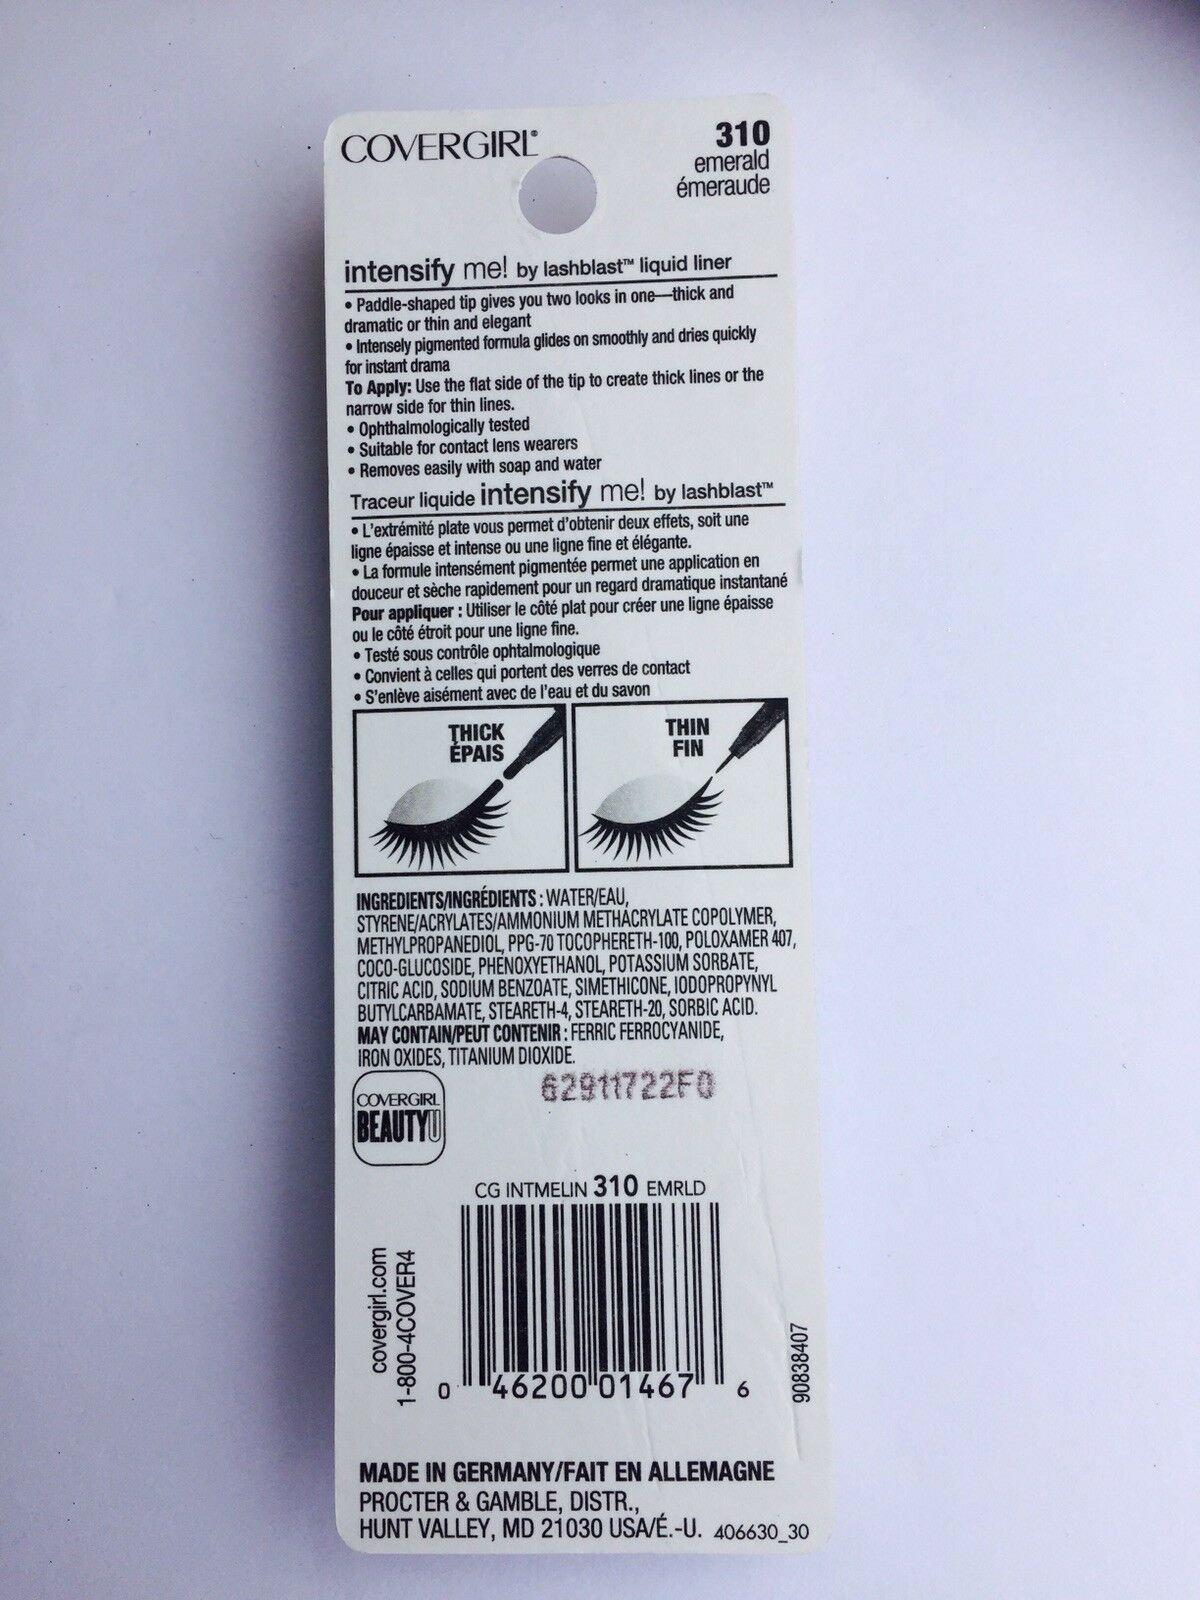 COVERGIRL®
310
emerald
émeraude
intensify me! by lashblast™ liquid liner
• Paddle-shaped tip gives you two looks in one—thick and
dramatic or thin and elegant
• Intensely pigmented formula glides on smoothly and dries quickly
for instant drama
To Apply: Use the flat side of the tip to create thick lines or the
narrow side for thin lines.
• Ophthalmologically tested
• Suitable for contact lens wearers
• Removes easily with soap and water
Traceur liquide intensify me! by lashblast™
• L'extrémité plate vous permet d'obtenir deux effets, soit une
ligne épaisse et intense ou une ligne fine et élégante.
• La formule intensément pigmentée permet une application en
douceur et sèche rapidement pour un regard dramatique instantané
Pour appliquer : Utiliser le côté plat pour créer une ligne épaisse
ou le côté étroit pour une ligne fine.
• Testé sous contrôle ophtalmologique
• Convient à celles qui portent des verres de contact
• S'enlève aisément avec de l'eau et du savon
THICK
ÉPAIS
THIN
FIN
INGREDIENTS/INGRÉDIENTS : WATER/EAU,
STYRENE/ACRYLATES/AMMONIUM METHACRYLATE COPOLYMER,
METHYLPROPANEDIOL, PPG-70 TOCOPHERETH-100, POLOXAMER 407,
COCO-GLUCOSIDE, PHENOXYETHANOL, POTASSIUM SORBATE,
CITRIC ACID, SODIUM BENZOATE, SIMETHICONE, IODOPROPYNYL
BUTYLCARBAMATE, STEARETH-4, STEARETH-20, SORBIC ACID.
MAY CONTAIN/PEUT CONTENIR : FERRIC FERROCYANIDE,
IRON OXIDES, TITANIUM DIOXIDE.
62911722F0
COVERGIRL
BEAUTYU
CG INTMELIN 310 EMRLD
covergirl.com
1-800-4COVER4
0 46200 01467 6
90838407
MADE IN GERMANY/FAIT EN ALLEMAGNE
PROCTER & GAMBLE, DISTR.,
HUNT VALLEY, MD 21030 USA/É.-U. 406630_30